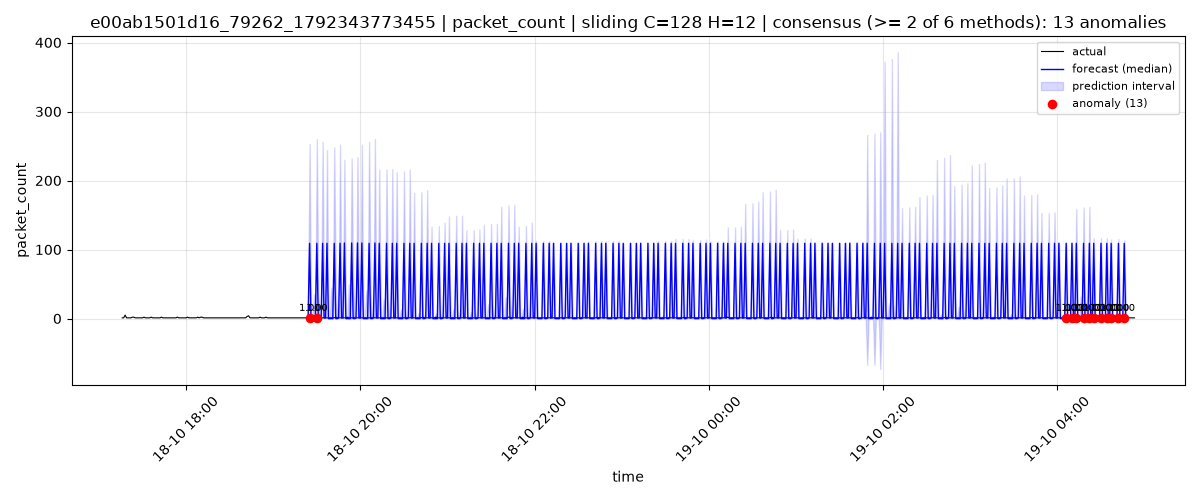 e00ab1501d16_79262_1792343773455 | packet_count | sliding C=128 H=12 | consensus (>= 2 of 6 methods): 13 anomalies
actual
forecast (median)
prediction interval
anomaly (13)
packet_count
400
300
200
100
0
18-10 18:00
18-10 20:00
18-10 22:00
19-10 00:00
19-10 02:00
19-10 04:00
time